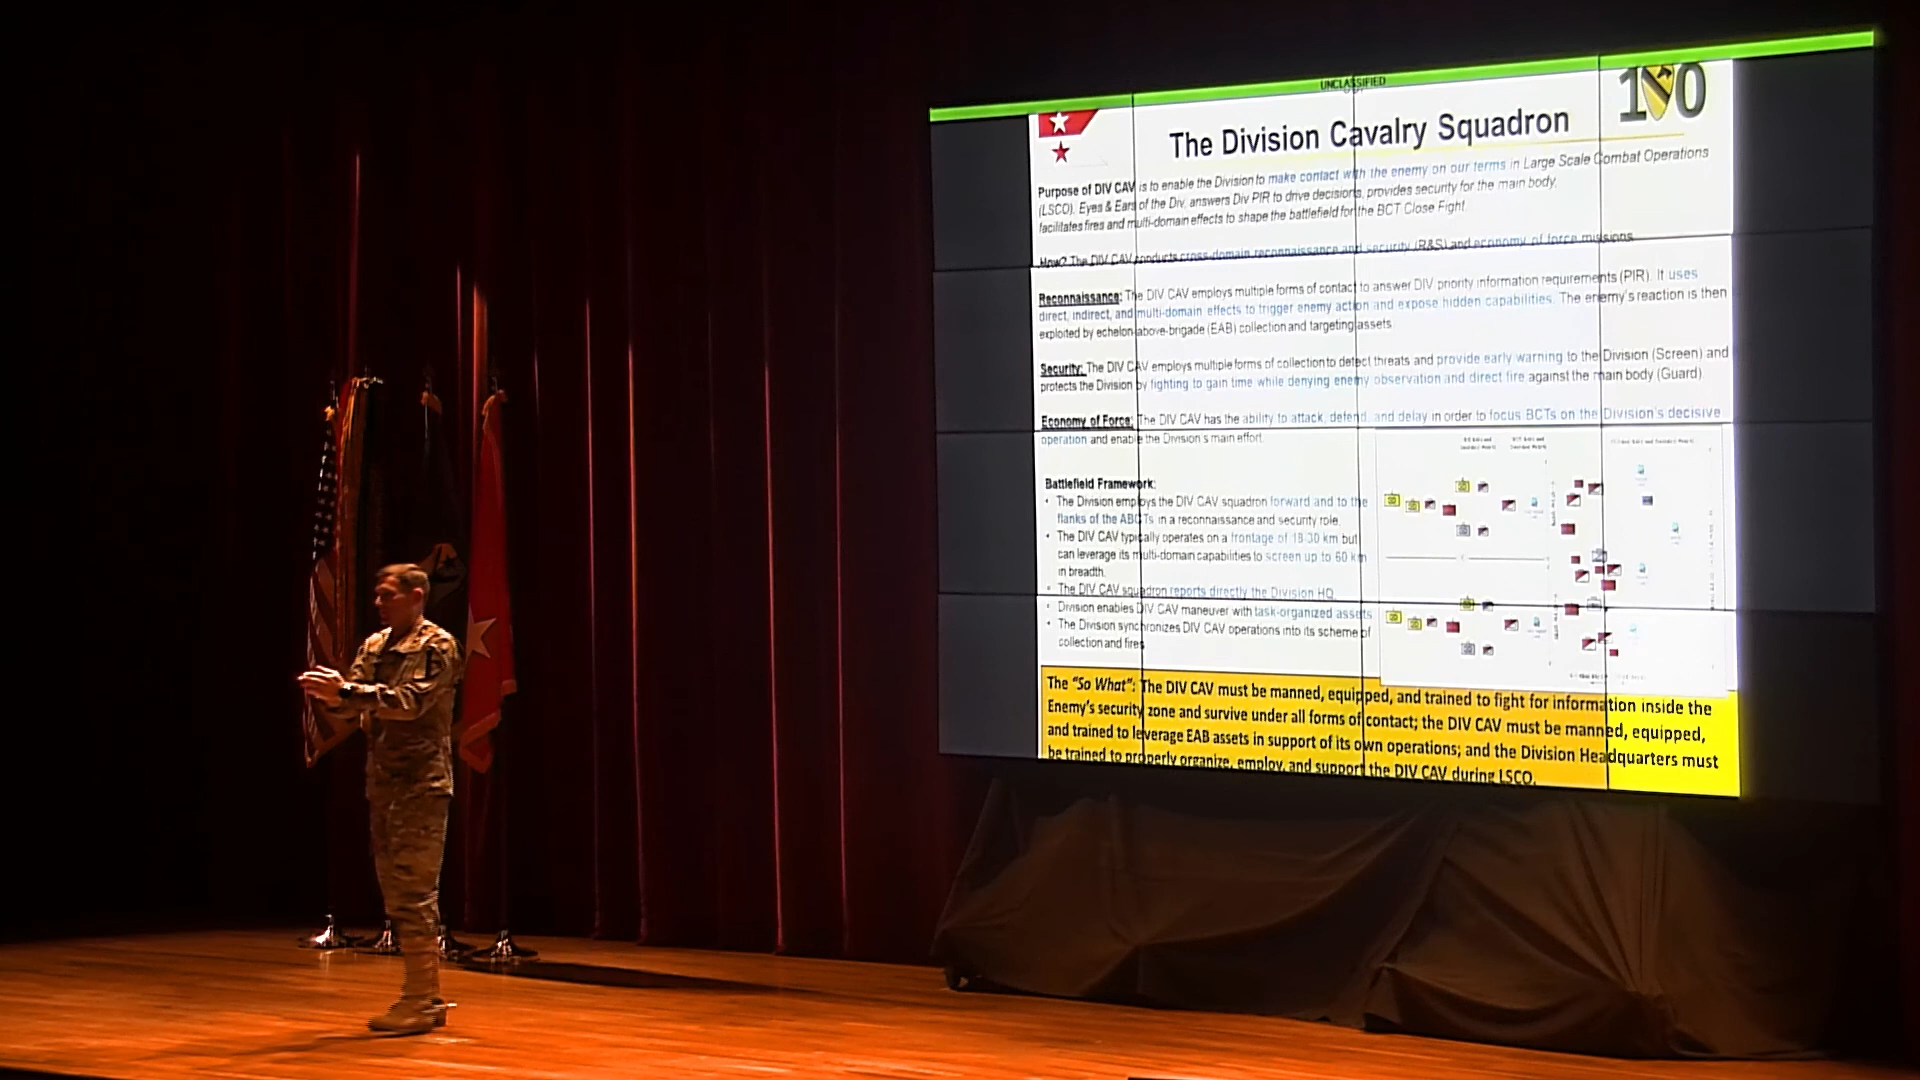 UNCLASSIFIED
100
The Division Cavalry Squadron
Purpose of DIV CAV is to enable the Division to make contact with the enemy on our terms in Large Scale Combat Operations
(LSCO). Eyes & Ears of the Div, answers Div PIR to drive decisions, provides security for the main body,
facilitates fires and multi-domain effects to shape the battlefield for the BCT Close Fight.
How? The DIV CAV conducts cross-domain reconnaissance and security (R&S) and economy of force missions.
Reconnaissance: The DIV CAV employs multiple forms of contact to answer DIV priority information requirements (PIR). It uses
direct, indirect, and multi-domain effects to trigger enemy action and expose hidden capabilities. The enemy's reaction is then
exploited by echelon-above-brigade (EAB) collection and targeting assets.
Security: The DIV CAV employs multiple forms of collection to detect threats and provide early warning to the Division (Screen) and
protects the Division by fighting to gain time while denying enemy observation and direct fire against the main body (Guard)
Economy of Force: The DIV CAV has the ability to attack, defend, and delay in order to focus BCTs on the Division's decisive
operation and enable the Division's main effort.
Battlefield Framework:
• The Division employs the DIV CAV squadron forward and to the
flanks of the ABCTs in a reconnaissance and security role.
• The DIV CAV typically operates on a frontage of 18-30 km but
can leverage its multi-domain capabilities to screen up to 60 km
in breadth.
• The DIV CAV squadron reports directly the Division HQ.
• Division enables DIV CAV maneuver with task-organized assets
• The Division synchronizes DIV CAV operations into its scheme of
collection and fires
The "So What": The DIV CAV must be manned, equipped, and trained to fight for information inside the
Enemy's security zone and survive under all forms of contact; the DIV CAV must be manned, equipped,
and trained to leverage EAB assets in support of its own operations; and the Division Headquarters must
be trained to properly organize, employ, and support the DIV CAV during LSCO.